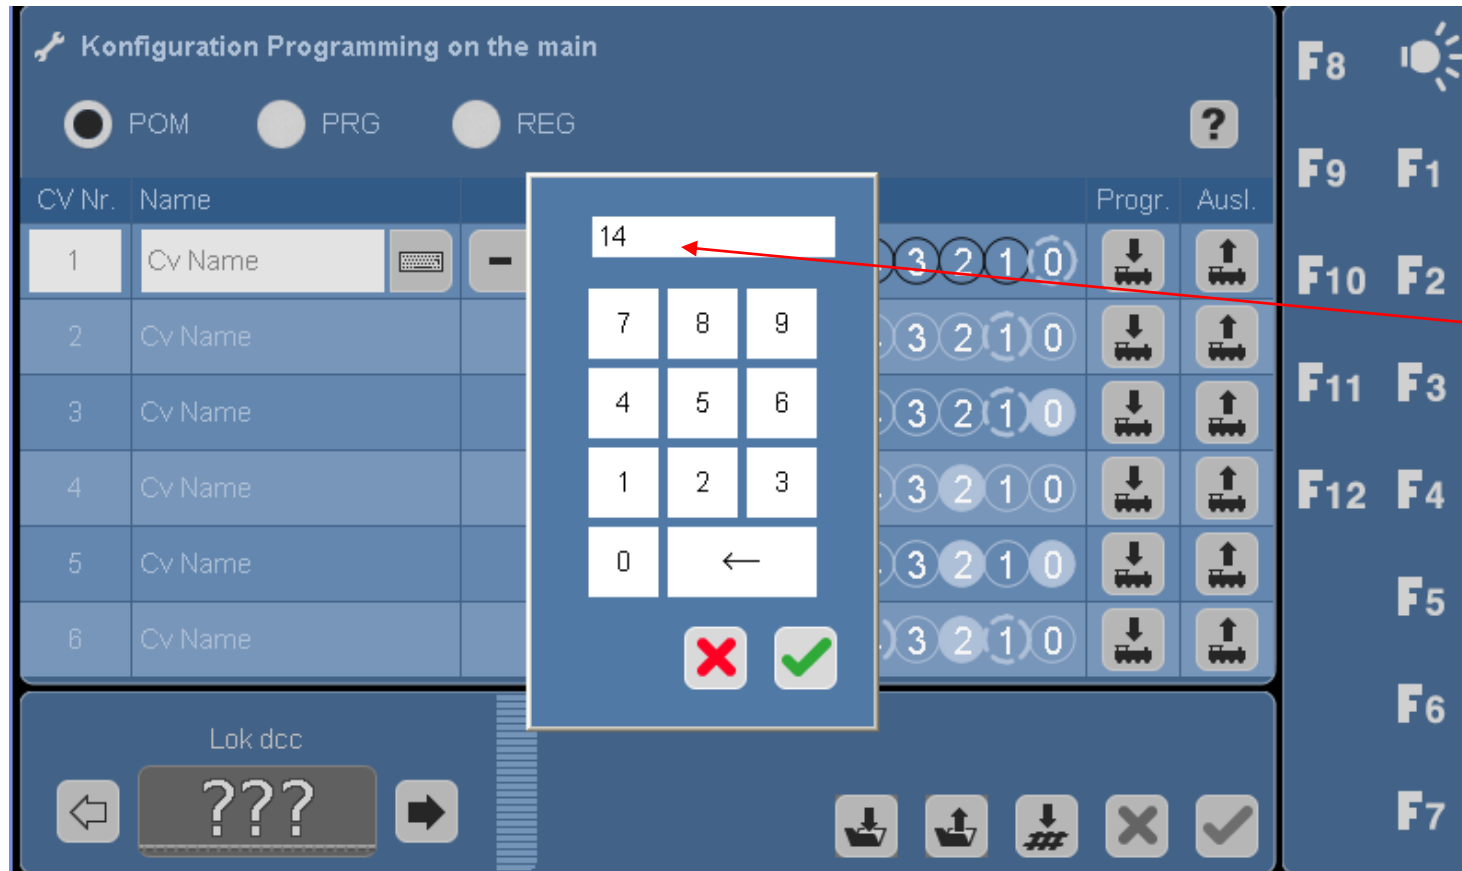 Konfiguration Programming on the main
POM PRG REG ?
CV Nr. Name Progr. Ausl.
1 Cv Name - 3 2 1 0
2 Cv Name 3 2 1 0
3 Cv Name 3 2 1 0
4 Cv Name 3 2 1 0
5 Cv Name 3 2 1 0
6 Cv Name 3 2 1 0
14
7 8 9
4 5 6
1 2 3
0 ←
Lok dcc
???
F8
F9 F1
F10 F2
F11 F3
F12 F4
F5
F6
F7